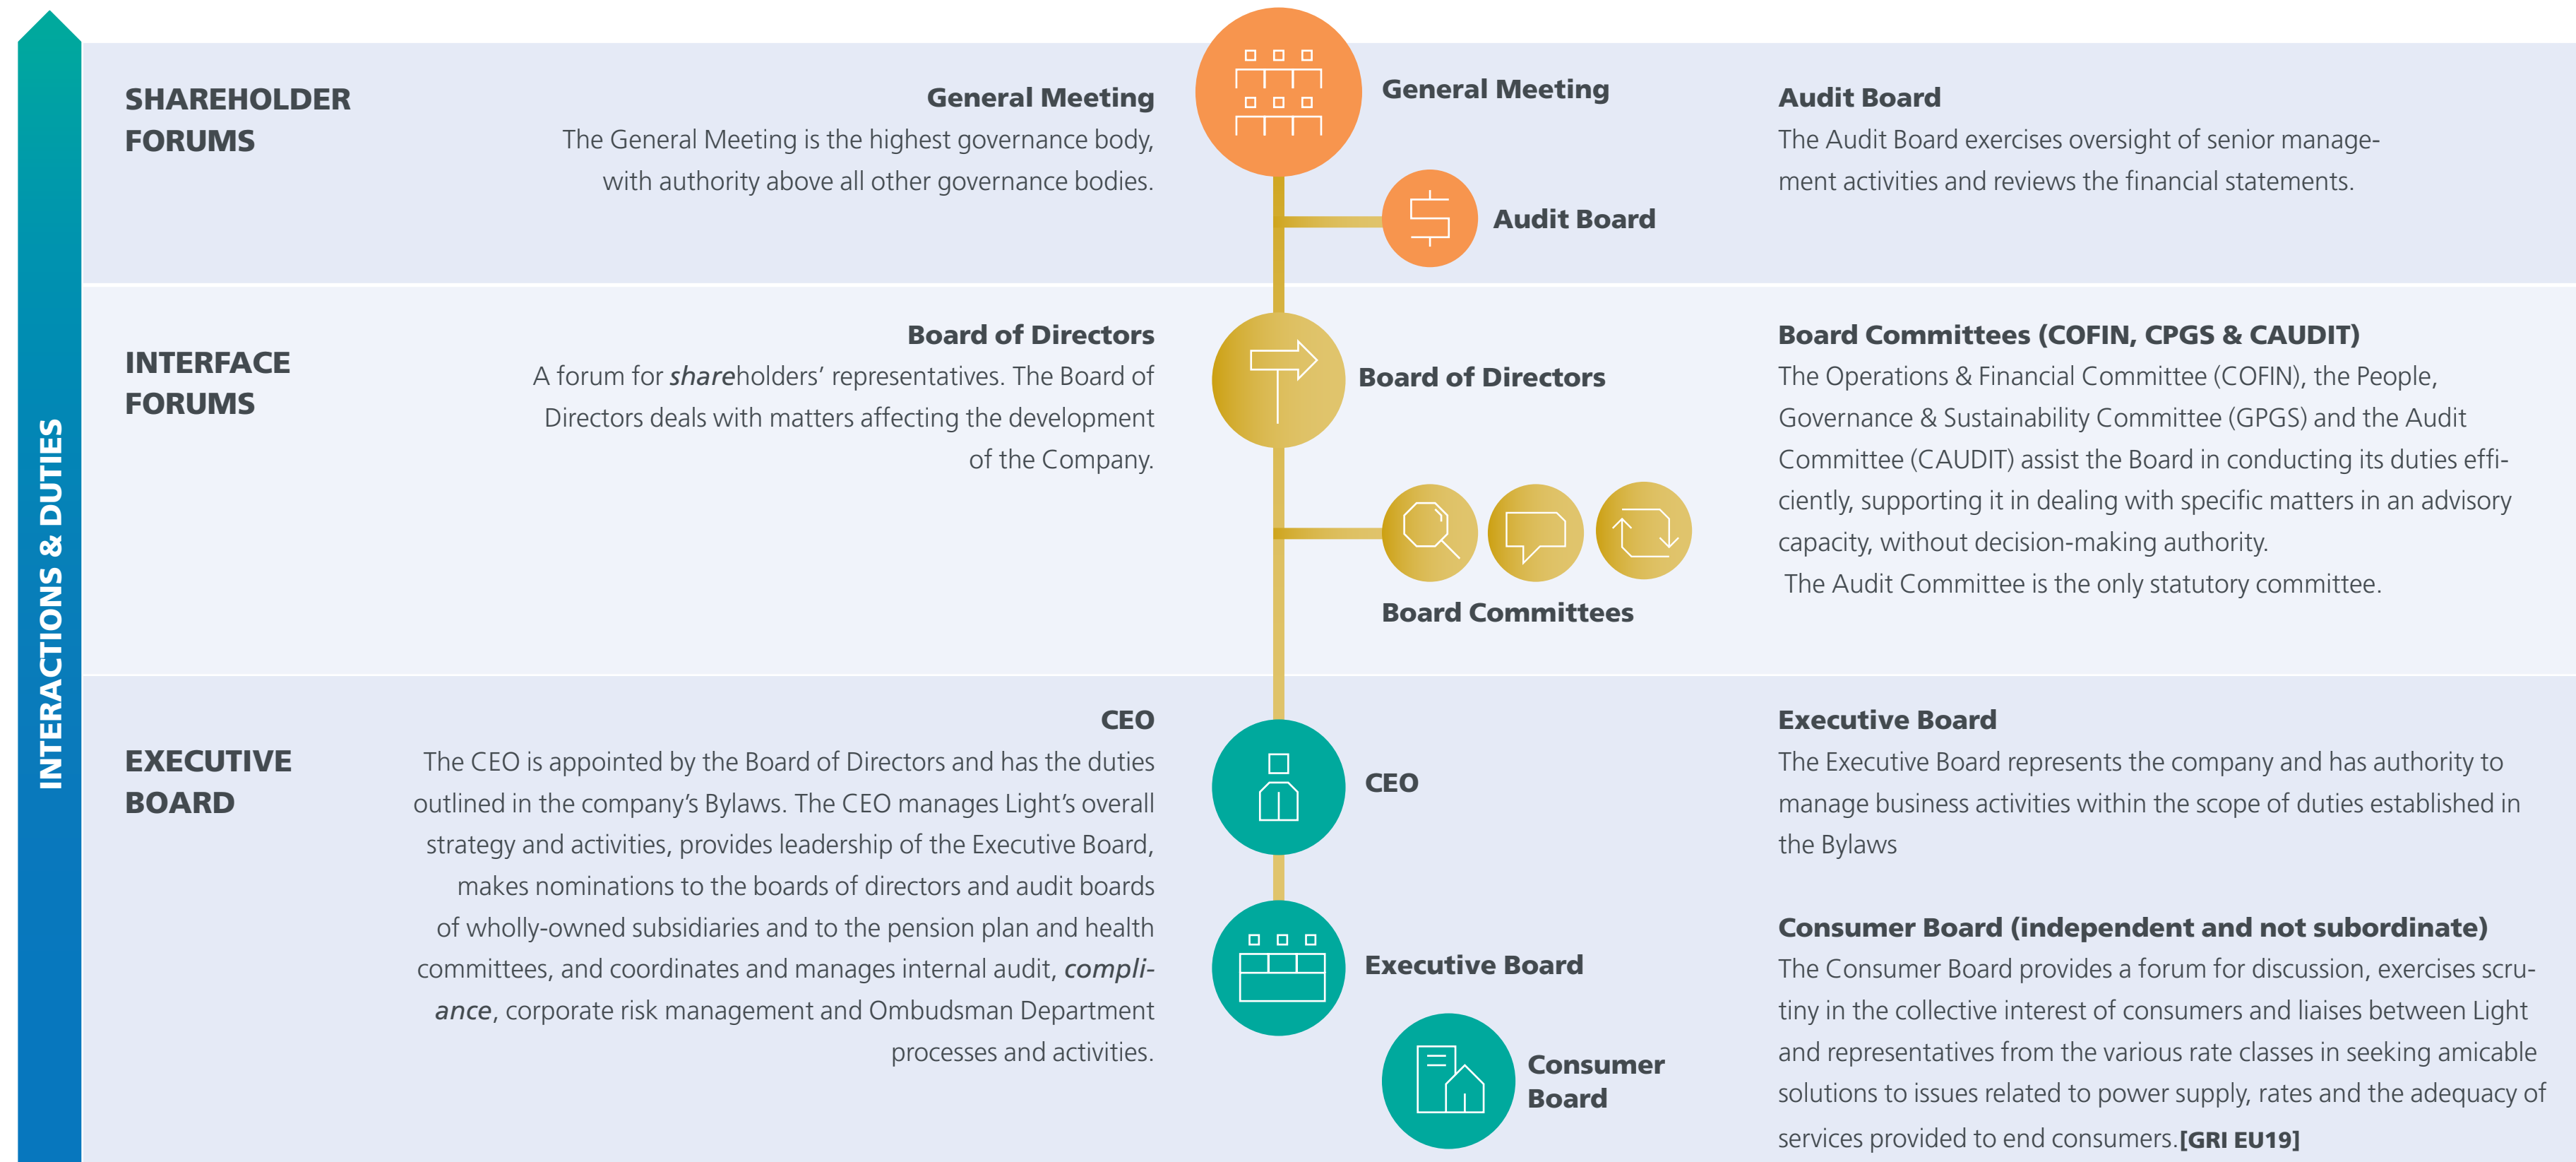 INTERACTIONS & DUTIES
SHAREHOLDER
FORUMS
General Meeting
The General Meeting is the highest governance body,
with authority above all other governance bodies.
General Meeting
Audit Board
Audit Board
The Audit Board exercises oversight of senior manage-
ment activities and reviews the financial statements.
INTERFACE
FORUMS
Board of Directors
A forum for shareholders’ representatives. The Board of
Directors deals with matters affecting the development
of the Company.
Board of Directors
Board Committees
Board Committees (COFIN, CPGS & CAUDIT)
The Operations & Financial Committee (COFIN), the People,
Governance & Sustainability Committee (GPGS) and the Audit
Committee (CAUDIT) assist the Board in conducting its duties effi-
ciently, supporting it in dealing with specific matters in an advisory
capacity, without decision-making authority.
The Audit Committee is the only statutory committee.
EXECUTIVE
BOARD
CEO
The CEO is appointed by the Board of Directors and has the duties
outlined in the company’s Bylaws. The CEO manages Light’s overall
strategy and activities, provides leadership of the Executive Board,
makes nominations to the boards of directors and audit boards
of wholly-owned subsidiaries and to the pension plan and health
committees, and coordinates and manages internal audit, compli-
ance, corporate risk management and Ombudsman Department
processes and activities.
CEO
Executive Board
Consumer
Board
Executive Board
The Executive Board represents the company and has authority to
manage business activities within the scope of duties established in
the Bylaws
Consumer Board (independent and not subordinate)
The Consumer Board provides a forum for discussion, exercises scru-
tiny in the collective interest of consumers and liaises between Light
and representatives from the various rate classes in seeking amicable
solutions to issues related to power supply, rates and the adequacy of
services provided to end consumers.[GRI EU19]